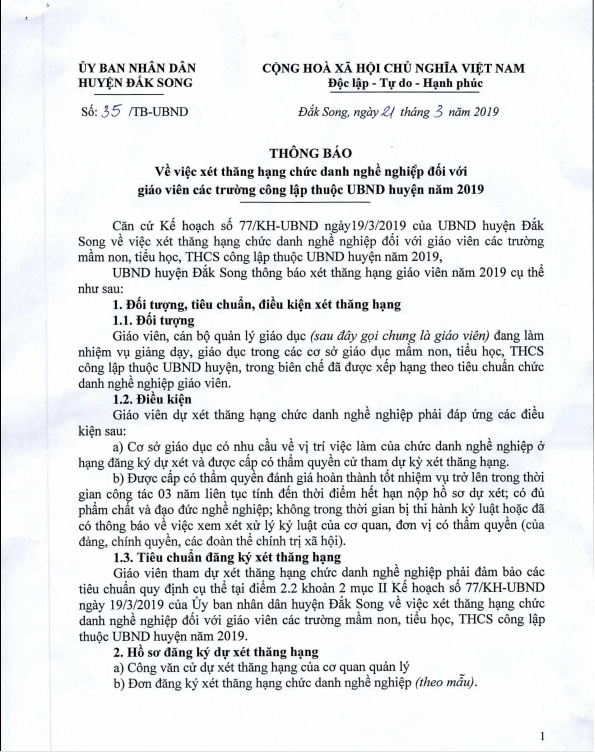 ỦY BAN NHÂN DÂN
HUYỆN ĐẮK SONG
CỘNG HOÀ XÃ HỘI CHỦ NGHĨA VIỆT NAM
Độc lập - Tự do - Hạnh phúc
Số: 35 /TB-UBND
Đắk Song, ngày 21 tháng 3 năm 2019
THÔNG BÁO
Về việc xét thăng hạng chức danh nghề nghiệp đối với
giáo viên các trường công lập thuộc UBND huyện năm 2019
Căn cứ Kế hoạch số 77/KH-UBND ngày19/3/2019 của UBND huyện Đắk
Song về việc xét thăng hạng chức danh nghề nghiệp đối với giáo viên các trường
mầm non, tiểu học, THCS công lập thuộc UBND huyện năm 2019,
UBND huyện Đắk Song thông báo xét thăng hạng giáo viên năm 2019 cụ thể
như sau:
1. Đối tượng, tiêu chuẩn, điều kiện xét thăng hạng
1.1. Đối tượng
Giáo viên, cán bộ quản lý giáo dục (sau đây gọi chung là giáo viên) đang làm
nhiệm vụ giảng dạy, giáo dục trong các cơ sở giáo dục mầm non, tiểu học, THCS
công lập thuộc UBND huyện, trong biên chế đã được xếp hạng theo tiêu chuẩn chức
danh nghề nghiệp giáo viên.
1.2. Điều kiện
Giáo viên dự xét thăng hạng chức danh nghề nghiệp phải đáp ứng các điều
kiện sau:
a) Cơ sở giáo dục có nhu cầu về vị trí việc làm của chức danh nghề nghiệp ở
hạng đăng ký dự xét và được cấp có thẩm quyền cử tham dự kỳ xét thăng hạng.
b) Được cấp có thẩm quyền đánh giá hoàn thành tốt nhiệm vụ trở lên trong thời
gian công tác 03 năm liên tục tính đến thời điểm hết hạn nộp hồ sơ dự xét; có đủ
phẩm chất và đạo đức nghề nghiệp; không trong thời gian bị thi hành kỷ luật hoặc đã
có thông báo về việc xem xét xử lý kỷ luật của cơ quan, đơn vị có thẩm quyền (của
đảng, chính quyền, các đoàn thể chính trị xã hội).
1.3. Tiêu chuẩn đăng ký xét thăng hạng
Giáo viên tham dự xét thăng hạng chức danh nghề nghiệp phải đảm bảo các
tiêu chuẩn quy định cụ thể tại điểm 2.2 khoản 2 mục II Kế hoạch số 77/KH-UBND
ngày 19/3/2019 của Ủy ban nhân dân huyện Đắk Song về việc xét thăng hạng chức
danh nghề nghiệp đối với giáo viên các trường mầm non, tiểu học, THCS công lập
thuộc UBND huyện năm 2019.
2. Hồ sơ đăng ký dự xét thăng hạng
a) Công văn cử dự xét thăng hạng của cơ quan quản lý
b) Đơn đăng ký xét thăng hạng chức danh nghề nghiệp (theo mẫu).
1